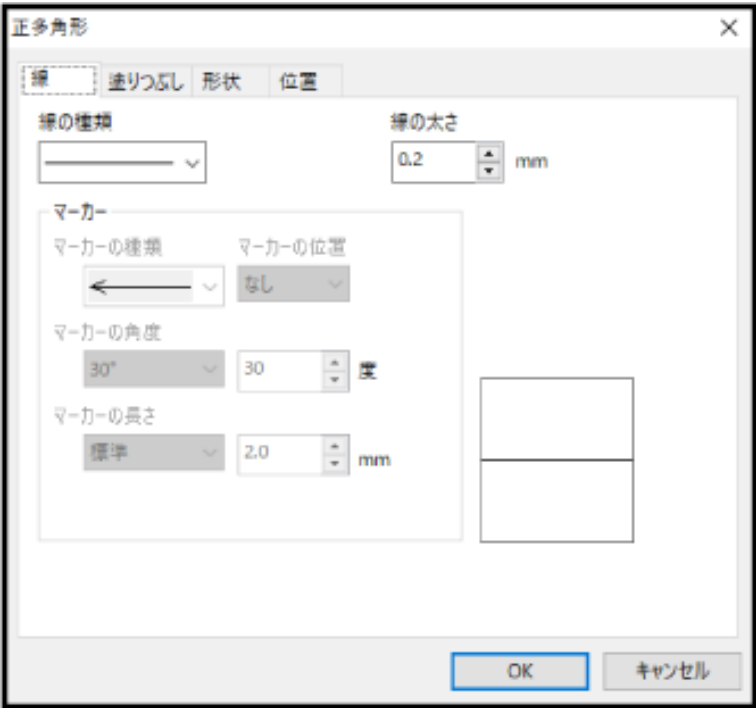 正多角形
線 塗りつぶし 形状 位置
線の種類 線の太さ
0.2 mm
マーカー
マーカーの種類 マーカーの位置
なし
マーカーの角度
30° 30 度
マーカーの長さ
標準 2.0 mm
OK キャンセル